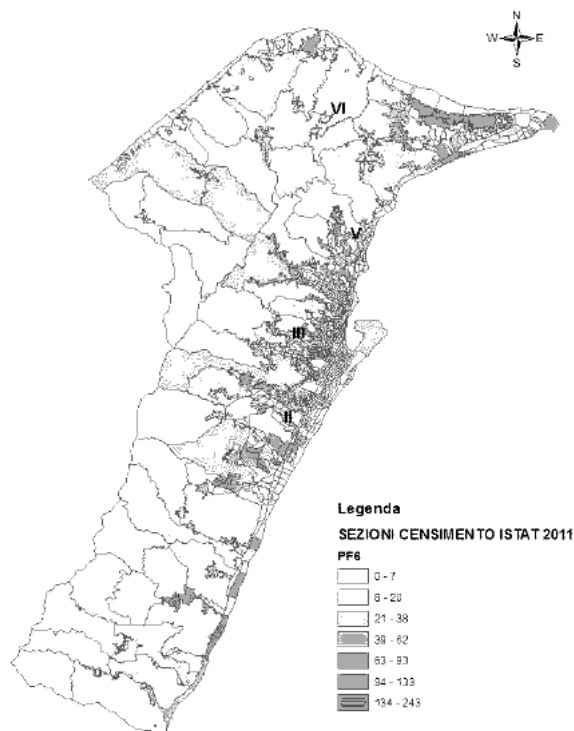 N
W E
S
VI
V
III
II
Legenda
SEZIONI CENSIMENTO ISTAT 2011
PF6
0 - 7
8 - 20
21 - 38
39 - 62
63 - 93
94 - 133
134 - 243